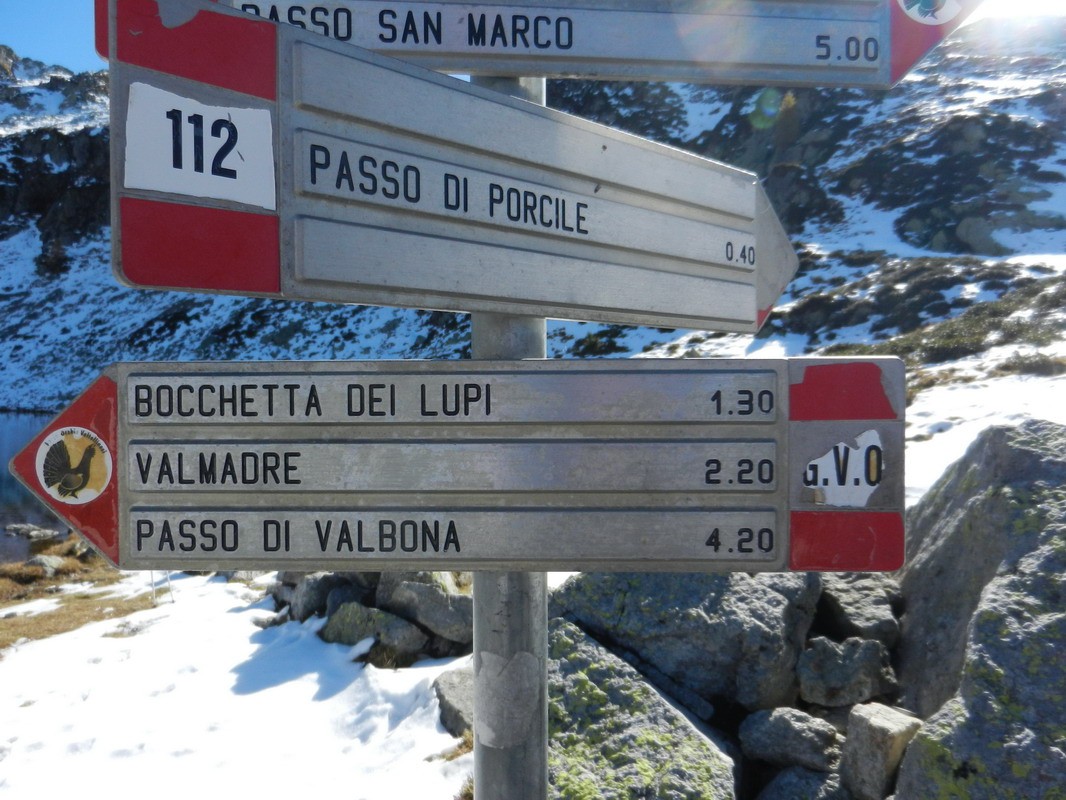 PASSO SAN MARCO 5.00
112
PASSO DI PORCILE
0.40
BOCCHETTA DEI LUPI 1.30
VALMADRE 2.20
G.V.O
PASSO DI VALBONA 4.20